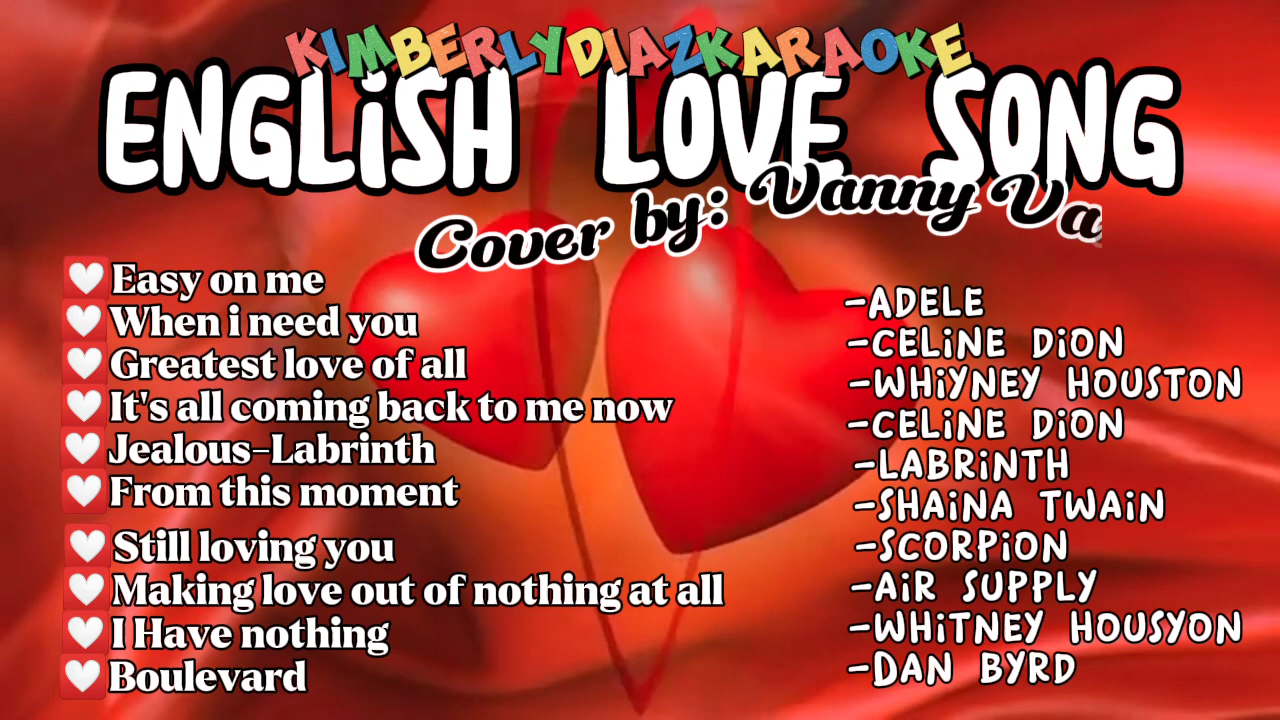 KIMBERLYDIAZKARAOKE
ENGLiSH LOVE SONG
Cover by: Vanny Va
Easy on me
-ADELE
When i need you
-CELiNE DiON
Greatest love of all
-WHiYNEY HOUSTON
It's all coming back to me now
-CELiNE DiON
Jealous-Labrinth
-LABRiNTH
From this moment
-SHAiNA TWAiN
Still loving you
-SCORPiON
Making love out of nothing at all
-AiR SUPPLY
I Have nothing
-WHiTNEY HOUSYON
Boulevard
-DAN BYRD